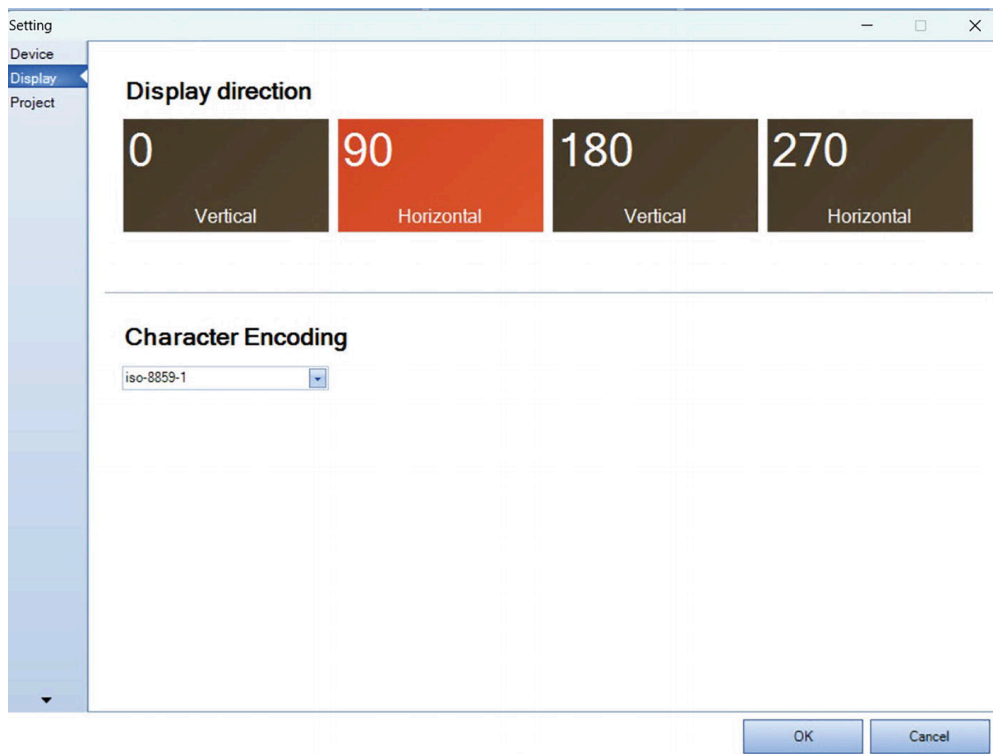 Setting
Device
Display
Project
Display direction
0
Vertical
90
Horizontal
180
Vertical
270
Horizontal
Character Encoding
iso-8859-1
OK
Cancel